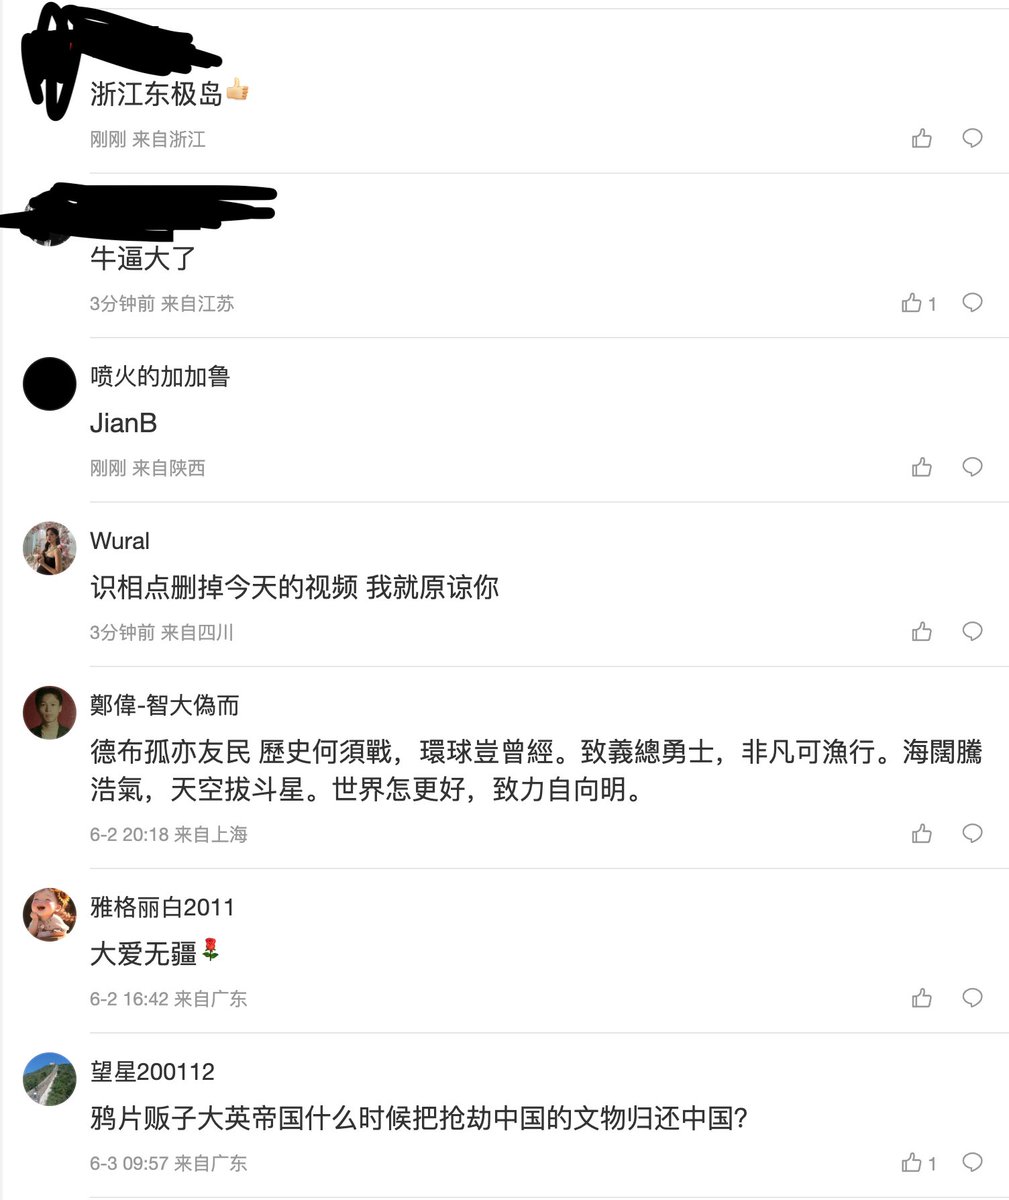 浙江东极岛👍🏻
刚刚 来自浙江
牛逼大了
3分钟前 来自江苏
1
喷火的加加鲁
JianB
刚刚 来自陕西
Wural
识相点删掉今天的视频 我就原谅你
3分钟前 来自四川
鄭偉-智大偽而
德布孤亦友民 歷史何須戰，環球豈曾經。致義總勇士，非凡可漁行。海闊騰
浩氣，天空拔斗星。世界怎更好，致力自向明。
6-2 20:18 来自上海
雅格丽白2011
大爱无疆🌹
6-2 16:42 来自广东
望星200112
鸦片贩子大英帝国什么时候把抢劫中国的文物归还中国?
6-3 09:57 来自广东
1